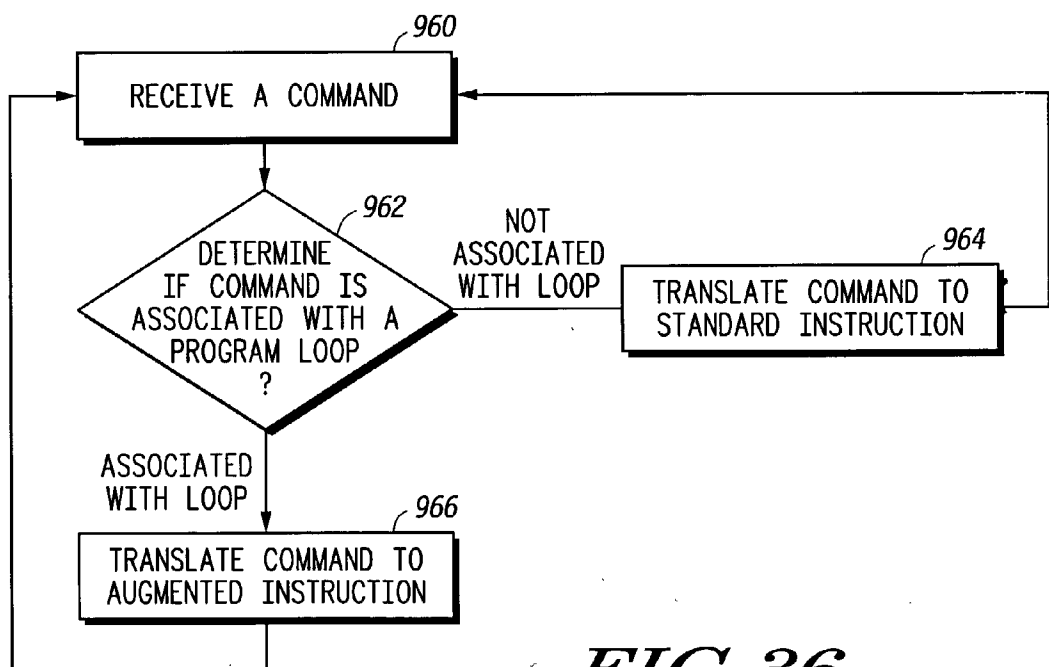 960
RECEIVE A COMMAND
962
DETERMINE
IF COMMAND IS
ASSOCIATED WITH A
PROGRAM LOOP
?
NOT
ASSOCIATED
WITH LOOP
964
TRANSLATE COMMAND TO
STANDARD INSTRUCTION
ASSOCIATED
WITH LOOP
966
TRANSLATE COMMAND TO
AUGMENTED INSTRUCTION
FIG. 36